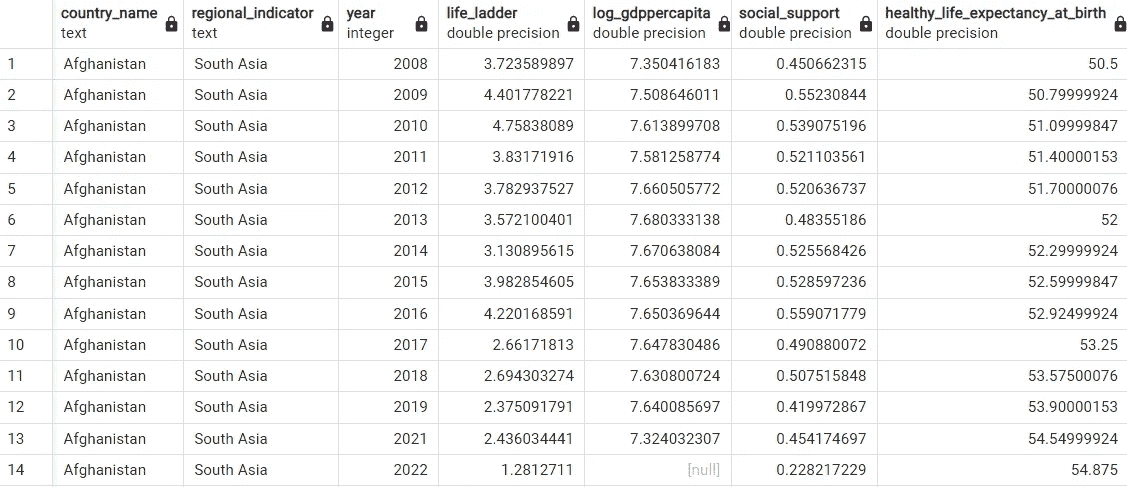 country_name regional_indicator year life_ladder log_gdppercapita social_support healthy_life_expectancy_at_birth
text text integer double precision double precision double precision double precision
1 Afghanistan South Asia 2008 3.723589897 7.350416183 0.450662315 50.5
2 Afghanistan South Asia 2009 4.401778221 7.508646011 0.55230844 50.79999924
3 Afghanistan South Asia 2010 4.75838089 7.613899708 0.539075196 51.09999847
4 Afghanistan South Asia 2011 3.83171916 7.581258774 0.521103561 51.40000153
5 Afghanistan South Asia 2012 3.782937527 7.660505772 0.520636737 51.70000076
6 Afghanistan South Asia 2013 3.572100401 7.680333138 0.48355186 52
7 Afghanistan South Asia 2014 3.130895615 7.670638084 0.525568426 52.29999924
8 Afghanistan South Asia 2015 3.982854605 7.653833389 0.528597236 52.59999847
9 Afghanistan South Asia 2016 4.220168591 7.650369644 0.559071779 52.92499924
10 Afghanistan South Asia 2017 2.66171813 7.647830486 0.490880072 53.25
11 Afghanistan South Asia 2018 2.694303274 7.630800724 0.507515848 53.57500076
12 Afghanistan South Asia 2019 2.375091791 7.640085697 0.419972867 53.90000153
13 Afghanistan South Asia 2021 2.436034441 7.324032307 0.454174697 54.54999924
14 Afghanistan South Asia 2022 1.2812711 [null] 0.228217229 54.875